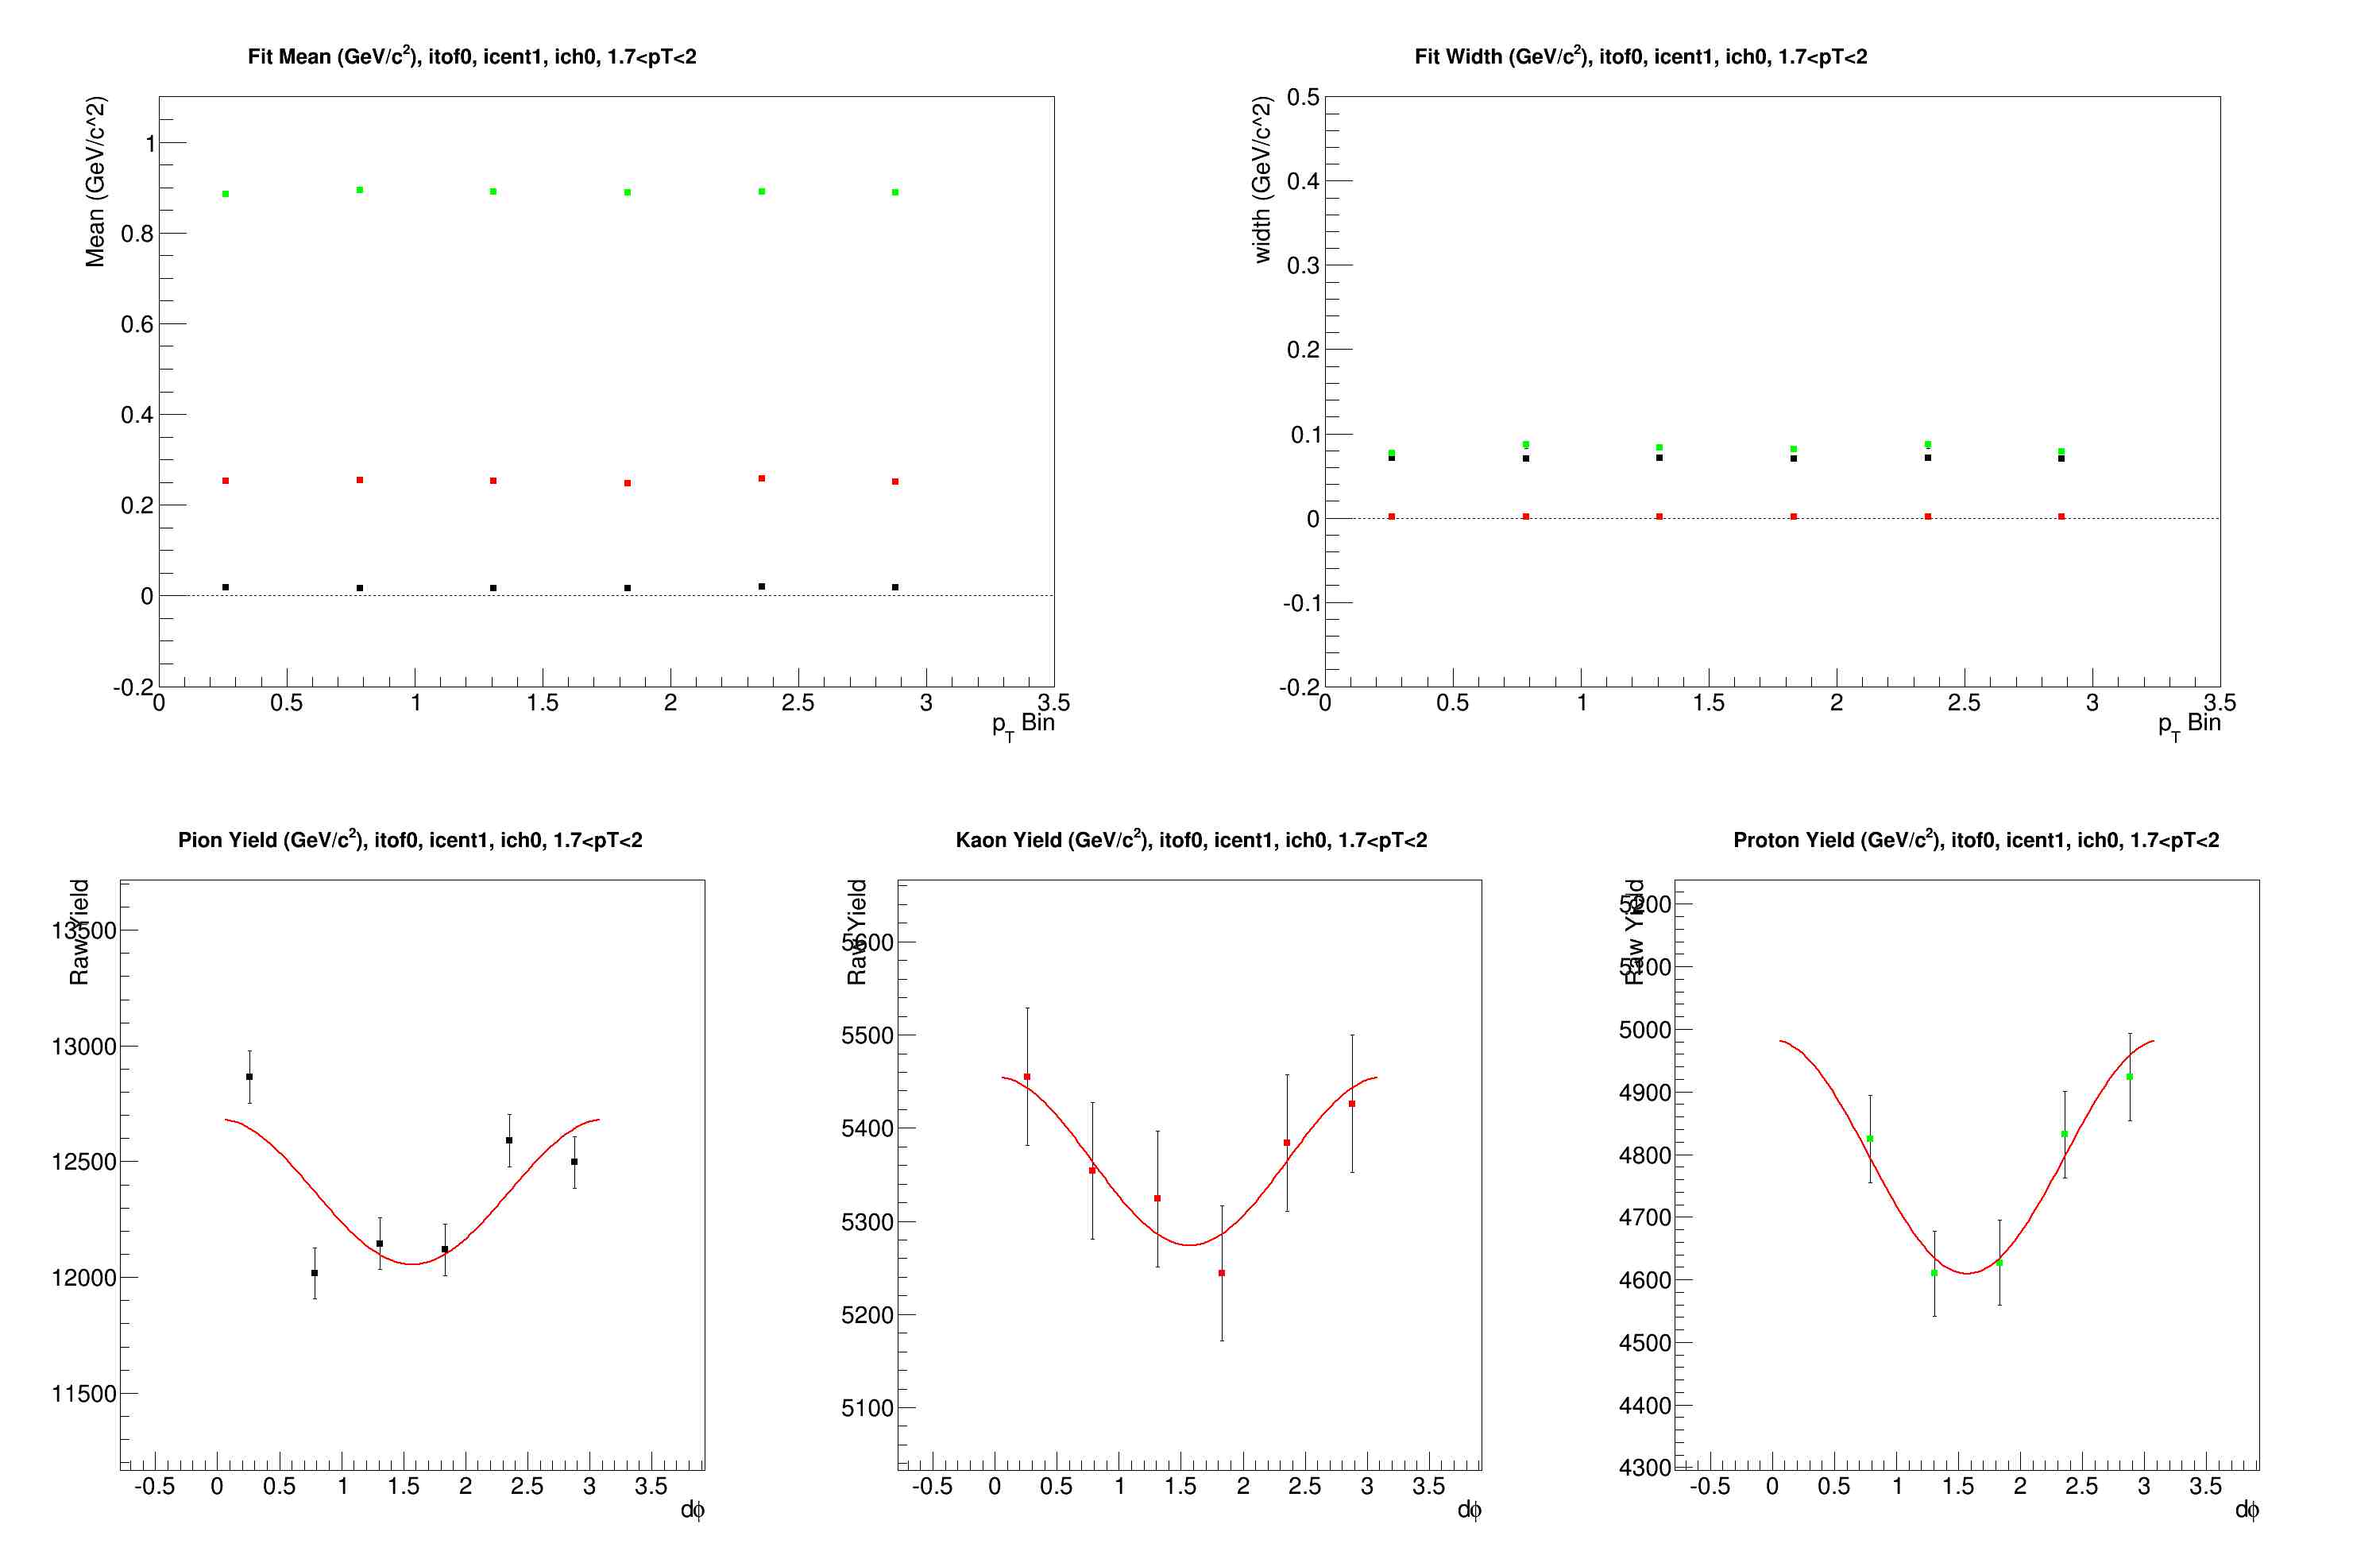 Fit Mean (GeV/c²), itof0, icent1, ich0, 1.7<pT<2
Mean (GeV/c^2)
1
0.8
0.6
0.4
0.2
0
-0.2
0 0.5 1 1.5 2 2.5 3 3.5
p_T Bin
Fit Width (GeV/c²), itof0, icent1, ich0, 1.7<pT<2
width (GeV/c^2)
0.5
0.4
0.3
0.2
0.1
0
-0.1
-0.2
0 0.5 1 1.5 2 2.5 3 3.5
p_T Bin
Pion Yield (GeV/c²), itof0, icent1, ich0, 1.7<pT<2
Raw Yield
13500
13000
12500
12000
11500
-0.5 0 0.5 1 1.5 2 2.5 3 3.5
dϕ
Kaon Yield (GeV/c²), itof0, icent1, ich0, 1.7<pT<2
Raw Yield
5600
5500
5400
5300
5200
5100
-0.5 0 0.5 1 1.5 2 2.5 3 3.5
dϕ
Proton Yield (GeV/c²), itof0, icent1, ich0, 1.7<pT<2
Raw Yield
5200
5100
5000
4900
4800
4700
4600
4500
4400
4300
-0.5 0 0.5 1 1.5 2 2.5 3 3.5
dϕ